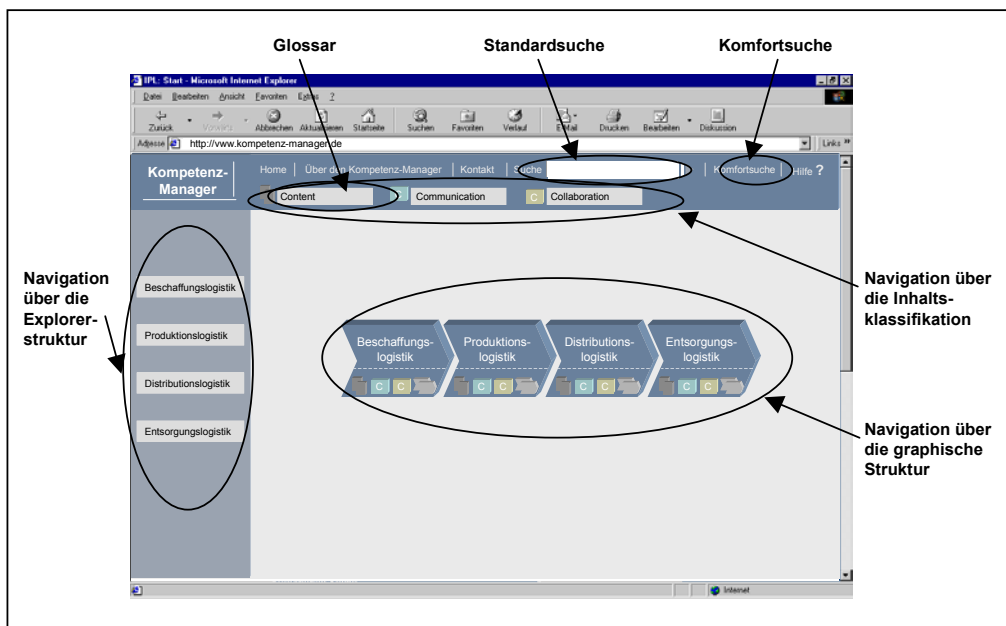 Glossar Standardsuche Komfortsuche
IPL: Start - Microsoft Internet Explorer
Datei Bearbeiten Ansicht Favoriten Extras ?
Zurück Vorwärts Abbrechen Aktualisieren Startseite Suchen Favoriten Verlauf E-Mail Drucken Bearbeiten Diskussion
Adresse http://www.kompetenz-manager.de Links »
Kompetenz-
Manager
Home | Über den Kompetenz-Manager | Kontakt | Suche | Komfortsuche | Hilfe ?
Content C Communication C Collaboration
Navigation
über die
Explorer-
struktur
Beschaffungslogistik
Produktionslogistik
Distributionslogistik
Entsorgungslogistik
Beschaffungs-
logistik
C C
Produktions-
logistik
C C
Distributions-
logistik
C C
Entsorgungs-
logistik
C C
Navigation über
die Inhalts-
klassifikation
Navigation über
die graphische
Struktur
Internet